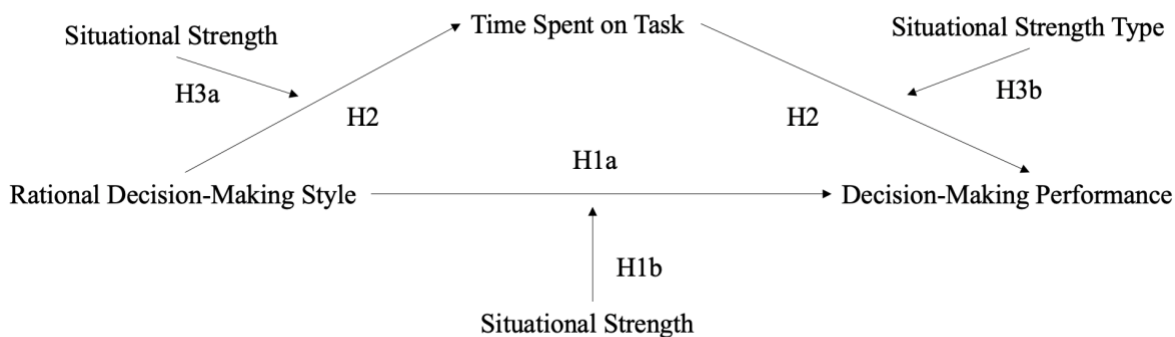 Time Spent on Task
Situational Strength
Situational Strength Type
H3a
H3b
H2
H2
H1a
Rational Decision-Making Style
Decision-Making Performance
H1b
Situational Strength